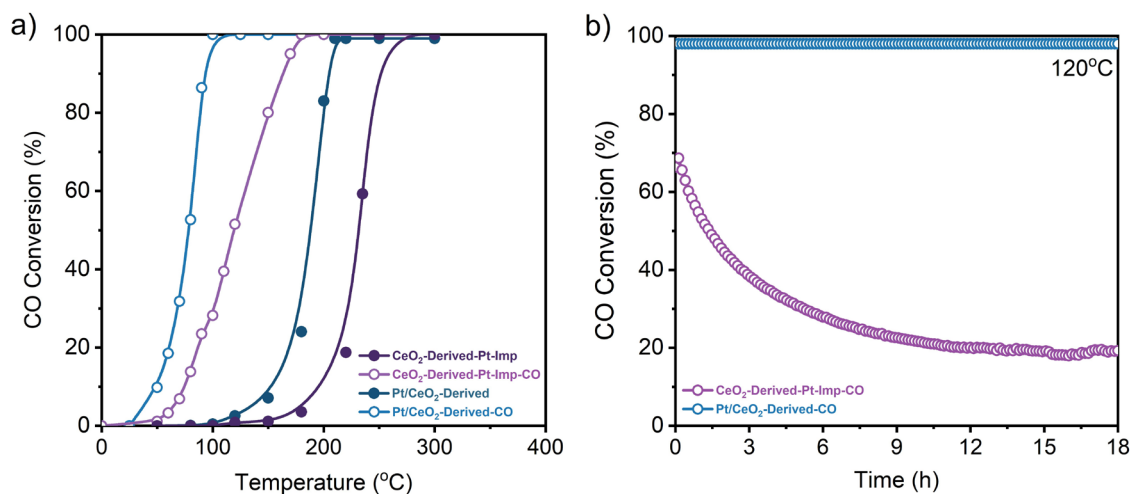 a)
CO Conversion (%)
100
80
60
40
20
0
0 100 200 300 400
Temperature (°C)
CeO₂-Derived-Pt-Imp
CeO₂-Derived-Pt-Imp-CO
Pt/CeO₂-Derived
Pt/CeO₂-Derived-CO
b)
CO Conversion (%)
100
80
60
40
20
0
120°C
CeO₂-Derived-Pt-Imp-CO
Pt/CeO₂-Derived-CO
0 3 6 9 12 15 18
Time (h)